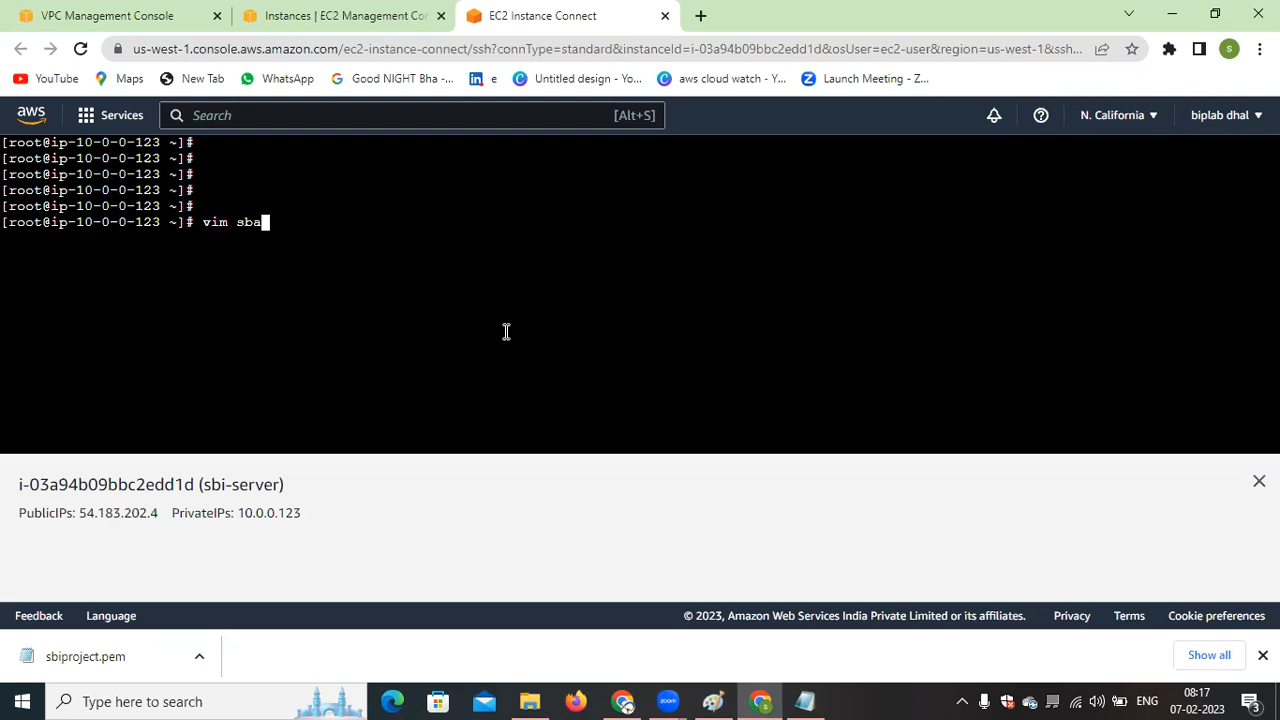 VPC Management Console
Instances | EC2 Management Co
EC2 Instance Connect
us-west-1.console.aws.amazon.com/ec2-instance-connect/ssh?connType=standard&instanceId=i-03a94b09bbc2edd1d&osUser=ec2-user&region=us-west-1&ssh...
S
YouTube
Maps
New Tab
WhatsApp
Good NIGHT Bha -...
e
Untitled design - Yo...
aws cloud watch - Y...
Launch Meeting - Z...
aws
Services
Search
[Alt+S]
N. California
biplab dhal
[root@ip-10-0-0-123 ~]#
[root@ip-10-0-0-123 ~]#
[root@ip-10-0-0-123 ~]#
[root@ip-10-0-0-123 ~]#
[root@ip-10-0-0-123 ~]#
[root@ip-10-0-0-123 ~]# vim sba
i-03a94b09bbc2edd1d (sbi-server)
PublicIPs: 54.183.202.4 PrivateIPs: 10.0.0.123
Feedback
Language
© 2023, Amazon Web Services India Private Limited or its affiliates.
Privacy
Terms
Cookie preferences
sbiproject.pem
Show all
Type here to search
zoom
ENG
08:17
07-02-2023
3